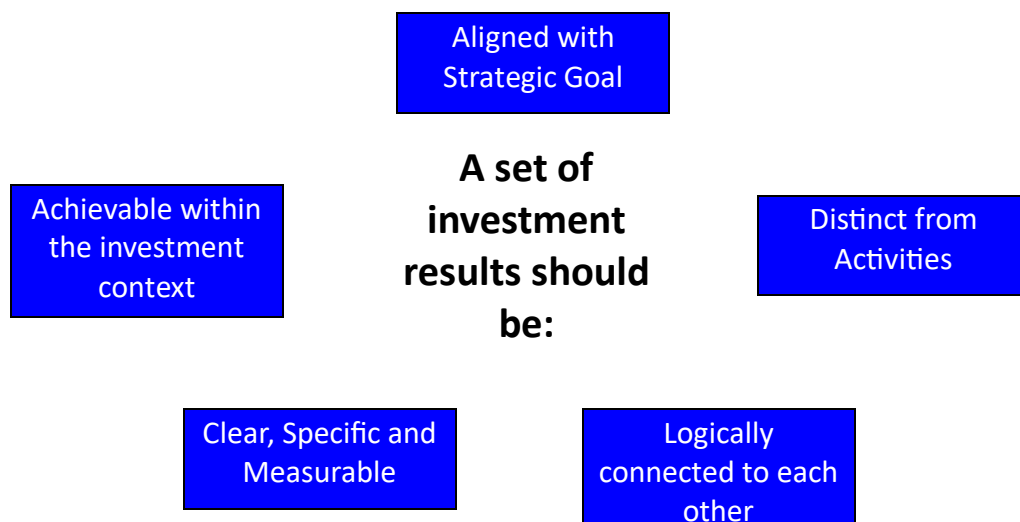 Aligned with
Strategic Goal
A set of
investment
results should
be:
Achievable within
the investment
context
Distinct from
Activities
Clear, Specific and
Measurable
Logically
connected to each
other